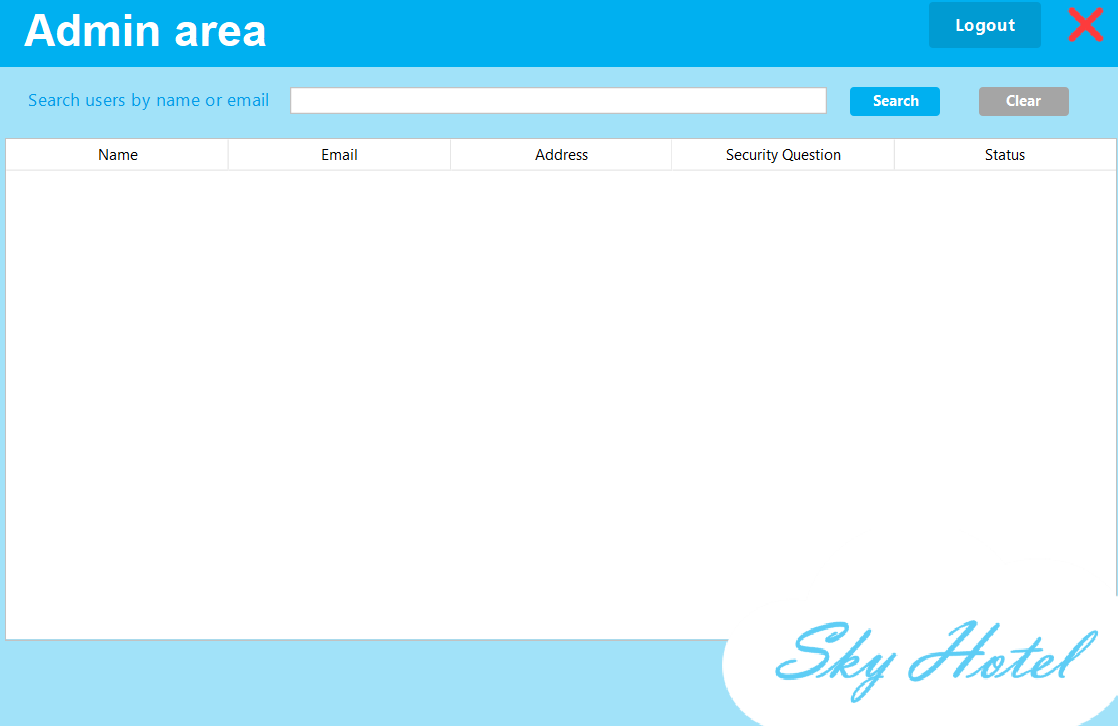 Admin area
Logout
Search users by name or email
Search
Clear
Name Email Address Security Question Status
Sky Hotel